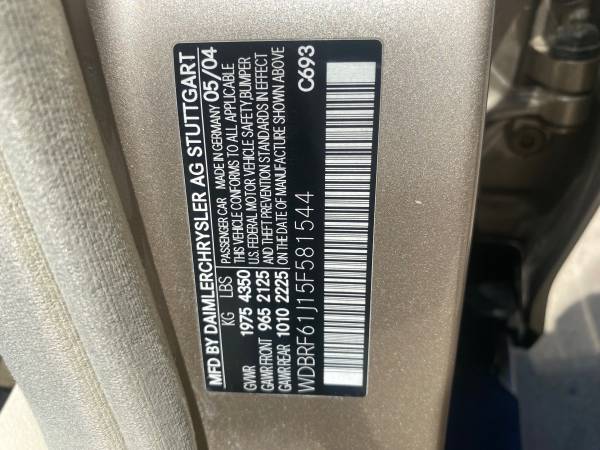 MFD BY DAIMLERCHRYSLER AG STUTTGART
PASSENGER CAR MADE IN GERMANY 05/04
KG LBS THIS VEHICLE CONFORMS TO ALL APPLICABLE
GVWR 1975 4350 U.S. FEDERAL MOTOR VEHICLE SAFETY, BUMPER
GAWR FRONT 965 2125 AND THEFT PREVENTION STANDARDS IN EFFECT
GAWR REAR 1010 2225 ON THE DATE OF MANUFACTURE SHOWN ABOVE
WDBRF61J15F581544 C693